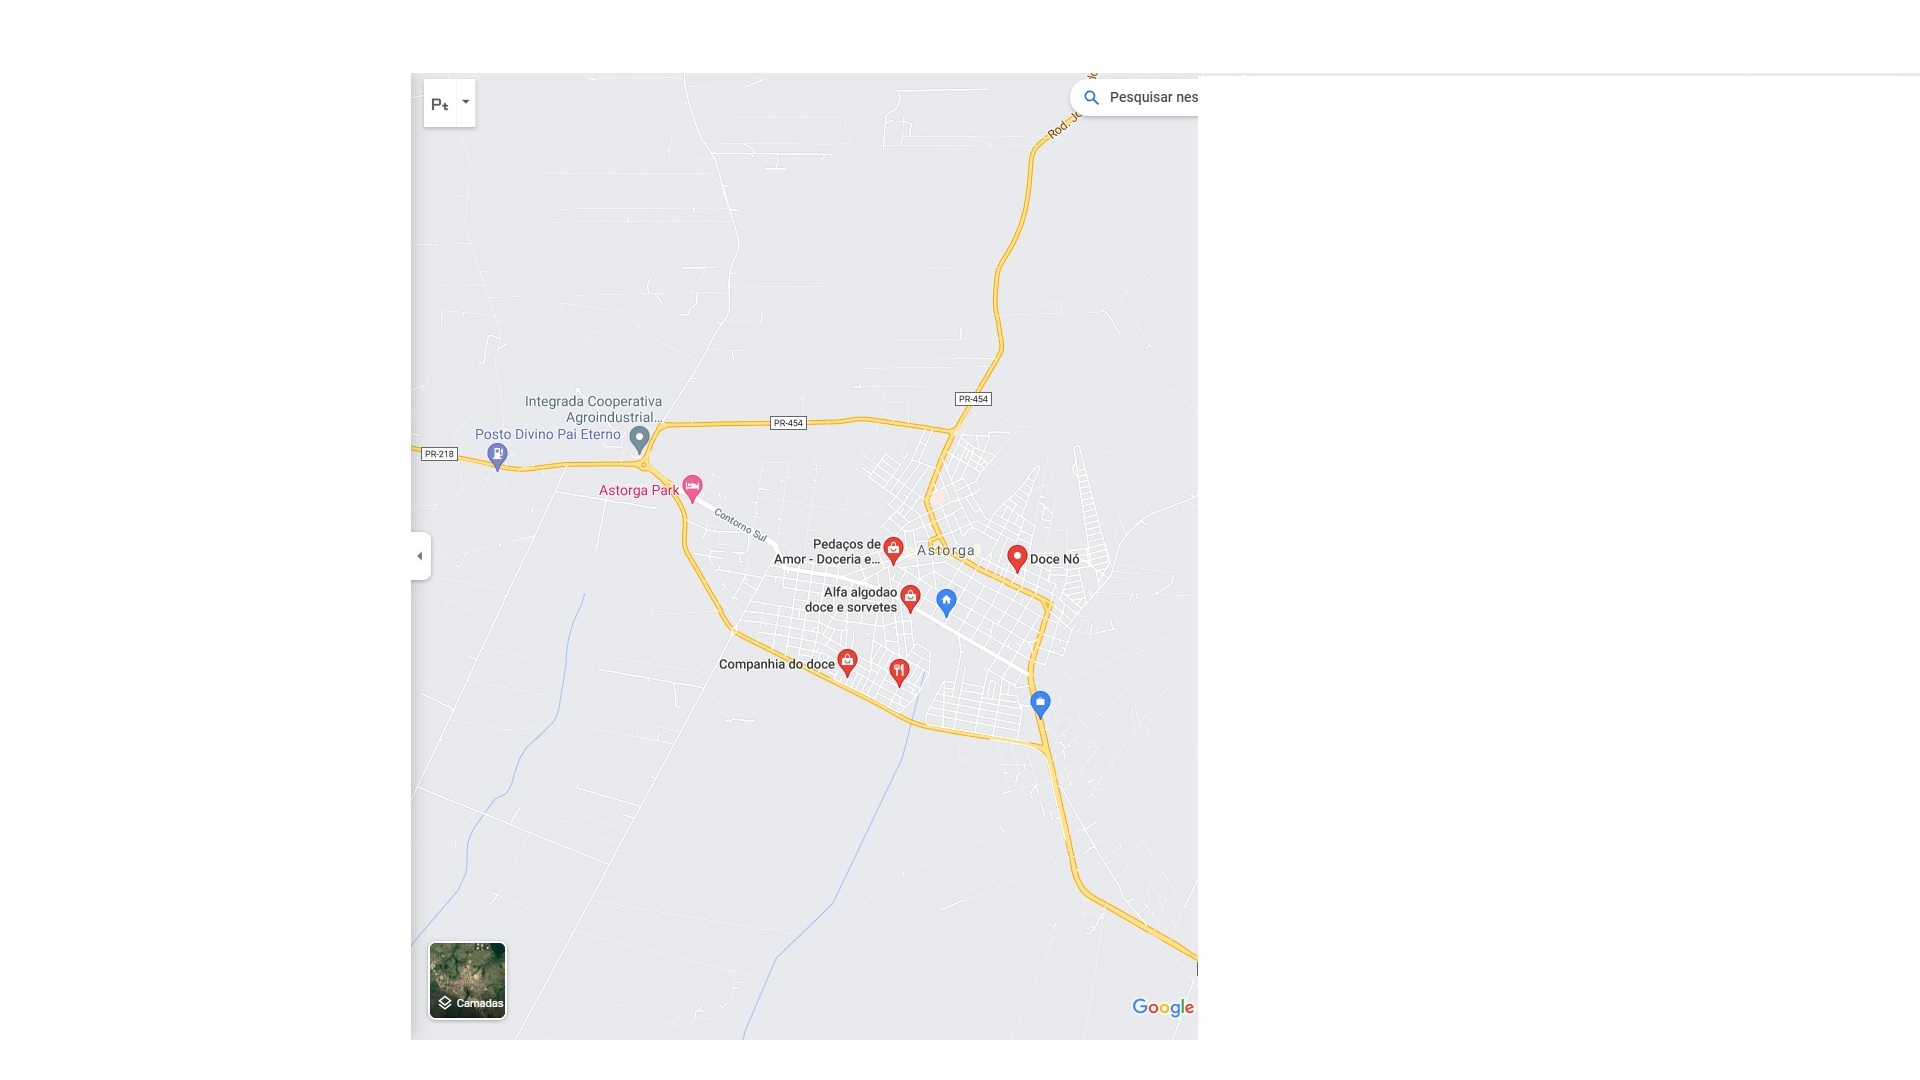 Pt
Pesquisar nes
Rod. Jo
PR-454
Integrada Cooperativa
Agroindustrial...
PR-454
Posto Divino Pai Eterno
PR-218
Astorga Park
Contorno Sul
Pedaços de
Amor - Doceria e...
Astorga
Doce Nó
Alfa algodao
doce e sorvetes
Companhia do doce
Camadas
Google